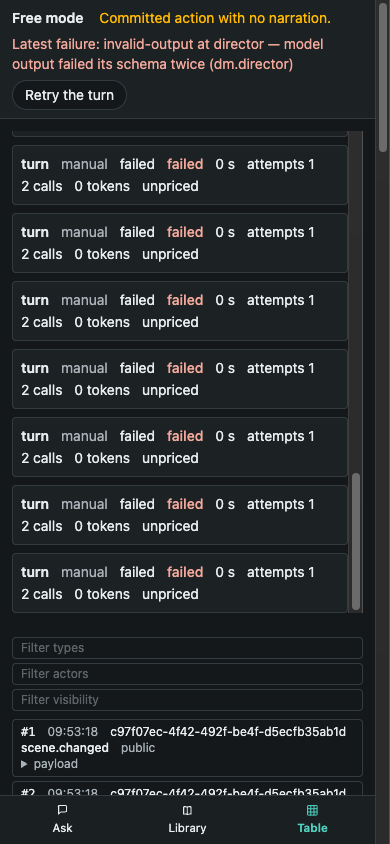 Free mode Committed action with no narration.
Latest failure: invalid-output at director — model
output failed its schema twice (dm.director)
Retry the turn
turn manual failed failed 0 s attempts 1
2 calls 0 tokens unpriced
turn manual failed failed 0 s attempts 1
2 calls 0 tokens unpriced
turn manual failed failed 0 s attempts 1
2 calls 0 tokens unpriced
turn manual failed failed 0 s attempts 1
2 calls 0 tokens unpriced
turn manual failed failed 0 s attempts 1
2 calls 0 tokens unpriced
turn manual failed failed 0 s attempts 1
2 calls 0 tokens unpriced
turn manual failed failed 0 s attempts 1
2 calls 0 tokens unpriced
Filter types
Filter actors
Filter visibility
#1 09:53:18 c97f07ec-4f42-492f-be4f-d5ecfb35ab1d
scene.changed public
payload
#2 09:53:18 c97f07ec-4f42-492f-be4f-d5ecfb35ab1d
Ask Library Table